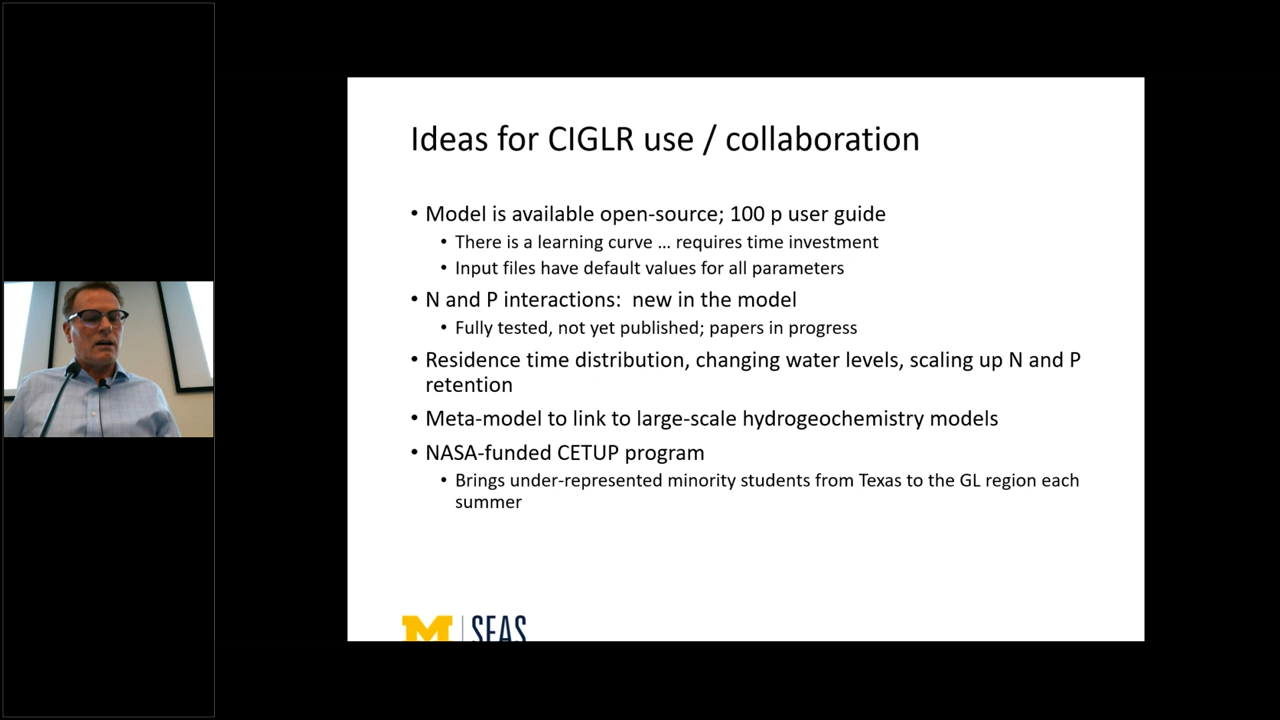 Ideas for CIGLR use / collaboration
• Model is available open-source; 100 p user guide
• There is a learning curve … requires time investment
• Input files have default values for all parameters
• N and P interactions: new in the model
• Fully tested, not yet published; papers in progress
• Residence time distribution, changing water levels, scaling up N and P
retention
• Meta-model to link to large-scale hydrogeochemistry models
• NASA-funded CETUP program
• Brings under-represented minority students from Texas to the GL region each
summer
M | SEAS